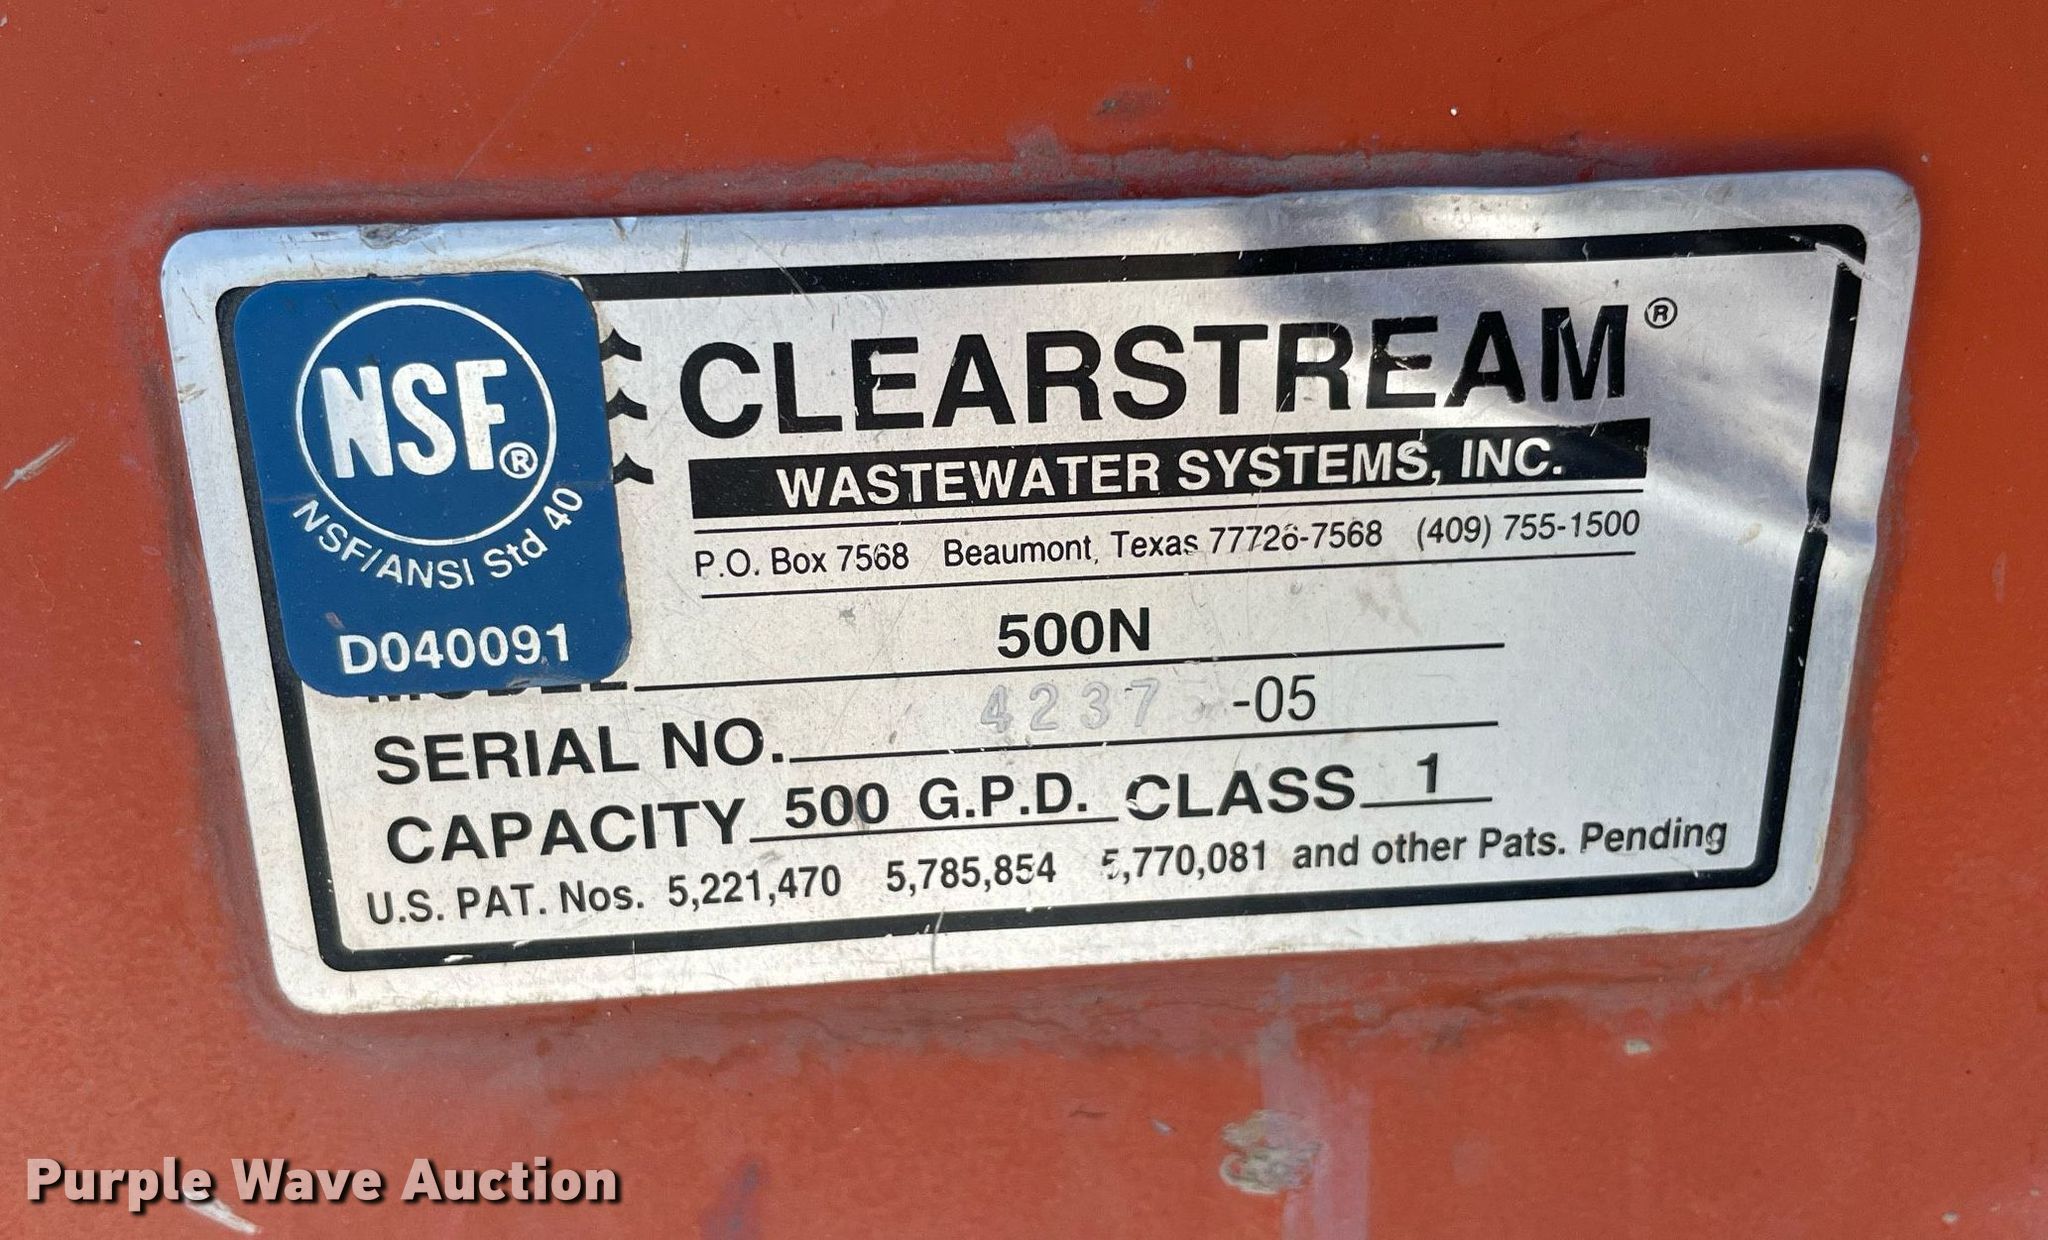 NSF®
NSF/ANSI Std 40
D040091
CLEARSTREAM®
WASTEWATER SYSTEMS, INC.
P.O. Box 7568 Beaumont, Texas 77726-7568 (409) 755-1500
MODEL 500N
SERIAL NO. 4237 -05
CAPACITY 500 G.P.D. CLASS 1
U.S. PAT. Nos. 5,221,470 5,785,854 5,770,081 and other Pats. Pending
Purple Wave Auction